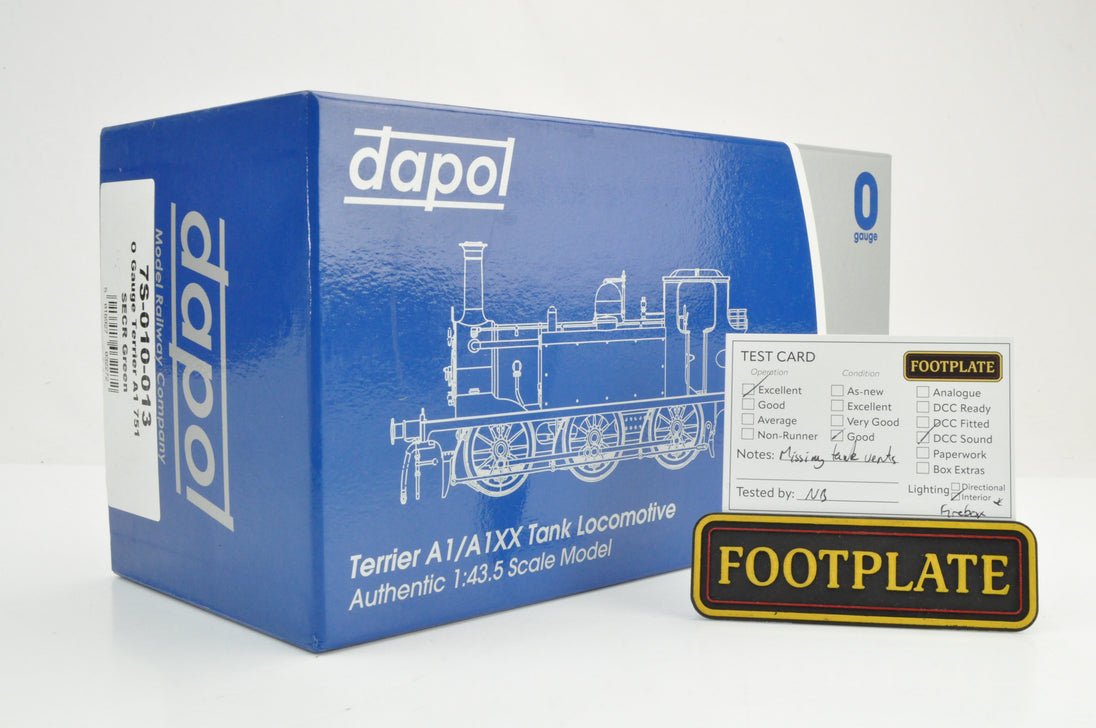 dapol
0
gauge
Terrier A1/A1XX Tank Locomotive
Authentic 1:43.5 Scale Model
dapol
Model Railway Company
7S-010-013
O Gauge Terrier A1 751
SECR Green
TEST CARD
FOOTPLATE
Operation
Excellent
Good
Average
Non-Runner
Condition
As-new
Excellent
Very Good
Good
Analogue
DCC Ready
DCC Fitted
DCC Sound
Paperwork
Box Extras
Notes: Missing tank vents
Lighting
Directional
Interior
Firebox
Tested by: NB
FOOTPLATE